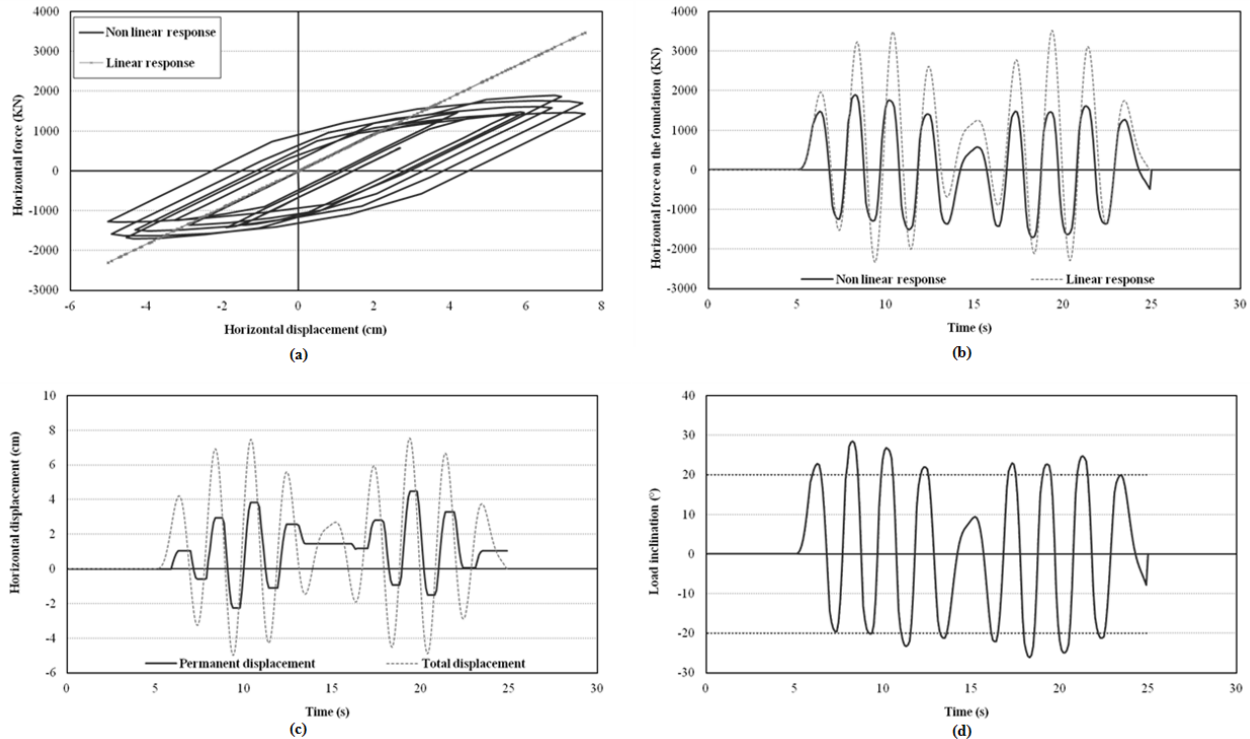 4000
3000
2000
1000
0
-1000
-2000
-3000
Horizontal force (KN)
Non linear response
Linear response
-6 -4 -2 0 2 4 6 8
Horizontal displacement (cm)
(a)
4000
3000
2000
1000
0
-1000
-2000
-3000
Horizontal force on the foundation (KN)
Non linear response Linear response
0 5 10 15 20 25 30
Time (s)
(b)
10
8
6
4
2
0
-2
-4
-6
Horizontal displacement (cm)
Permanent displacement Total displacement
0 5 10 15 20 25 30
Time (s)
(c)
40
30
20
10
0
-10
-20
-30
Load inclination (°)
0 5 10 15 20 25 30
Time (s)
(d)